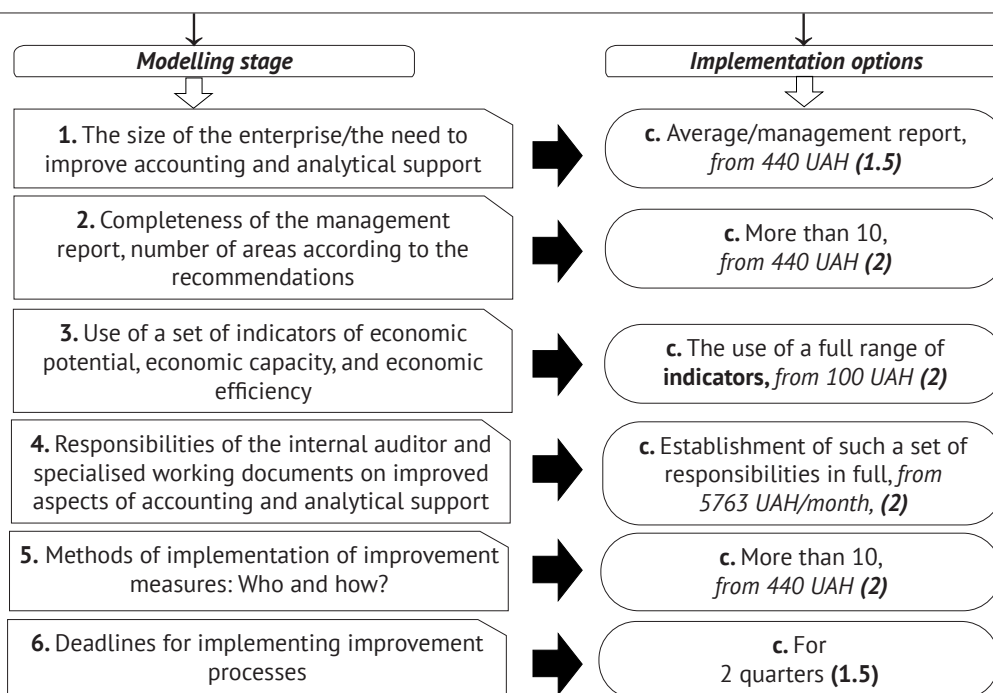 Modelling stage
Implementation options
1. The size of the enterprise/the need to
improve accounting and analytical support
c. Average/management report,
from 440 UAH (1.5)
2. Completeness of the management
report, number of areas according to the
recommendations
c. More than 10,
from 440 UAH (2)
3. Use of a set of indicators of economic
potential, economic capacity, and economic
efficiency
c. The use of a full range of
indicators, from 100 UAH (2)
4. Responsibilities of the internal auditor and
specialised working documents on improved
aspects of accounting and analytical support
c. Establishment of such a set of
responsibilities in full, from
5763 UAH/month, (2)
5. Methods of implementation of improvement
measures: Who and how?
c. More than 10,
from 440 UAH (2)
6. Deadlines for implementing improvement
processes
c. For
2 quarters (1.5)